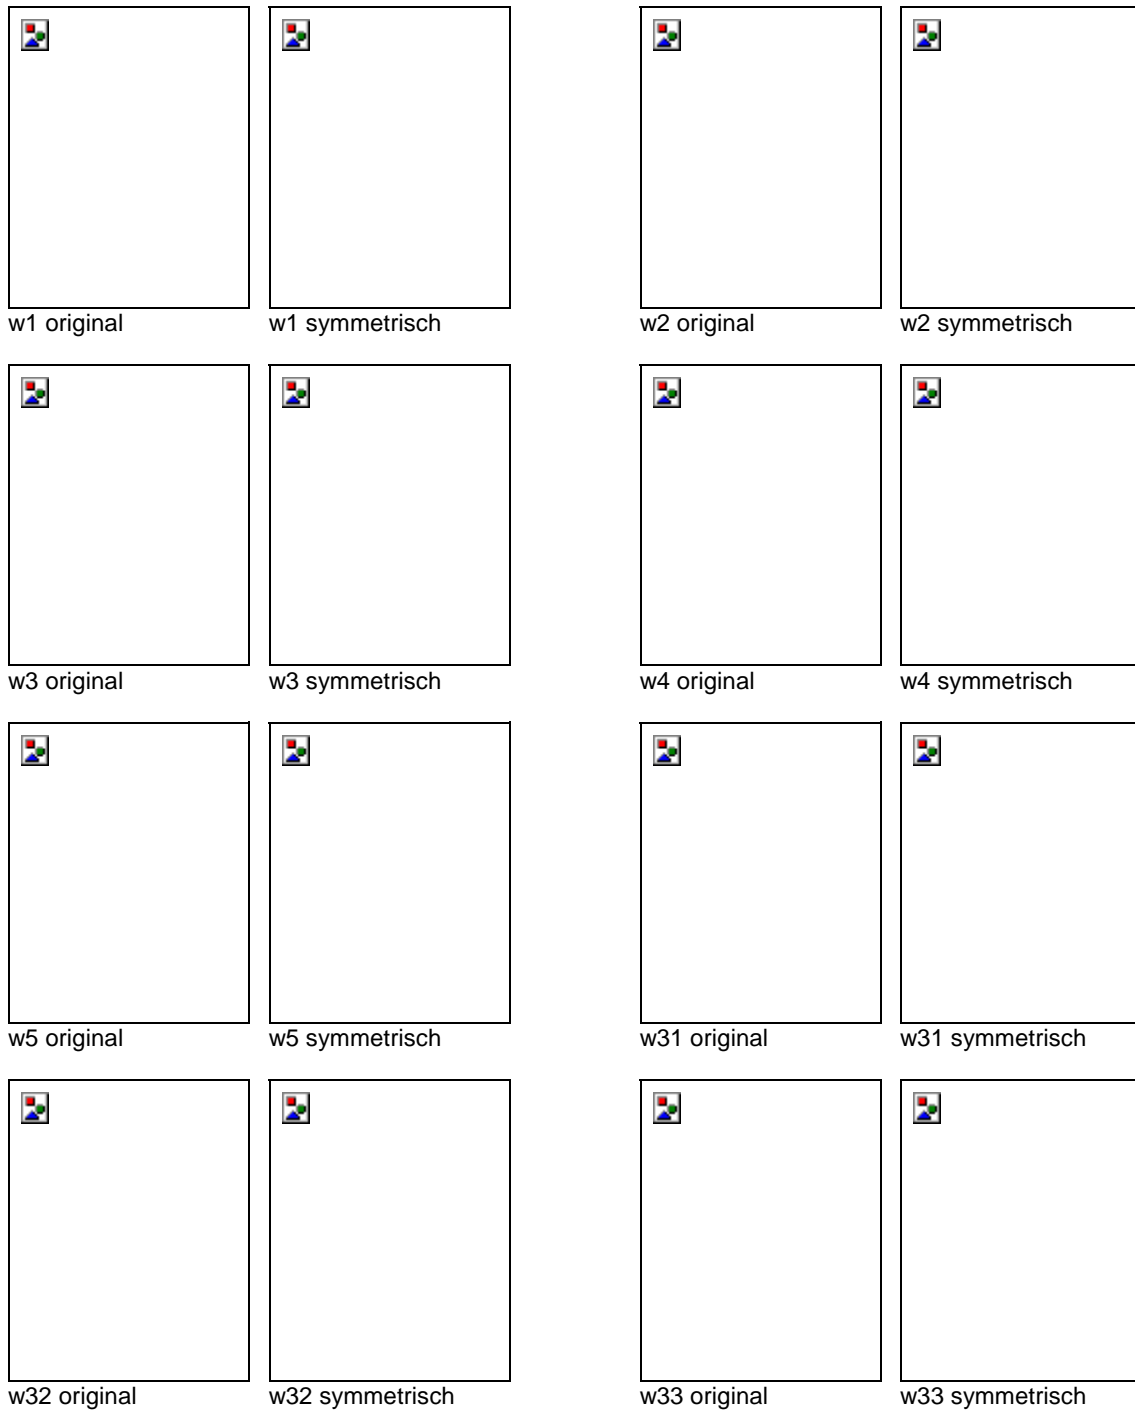 w1 original w1 symmetrisch w2 original w2 symmetrisch
w3 original w3 symmetrisch w4 original w4 symmetrisch
w5 original w5 symmetrisch w31 original w31 symmetrisch
w32 original w32 symmetrisch w33 original w33 symmetrisch